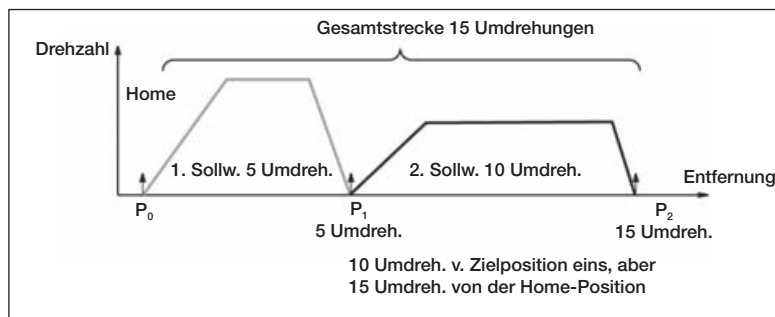 Gesamtstrecke 15 Umdrehungen
Drehzahl
Home
1. Sollw. 5 Umdreh.
2. Sollw. 10 Umdreh.
Entfernung
P0
P1
P2
5 Umdreh.
15 Umdreh.
10 Umdreh. v. Zielposition eins, aber
15 Umdreh. von der Home-Position